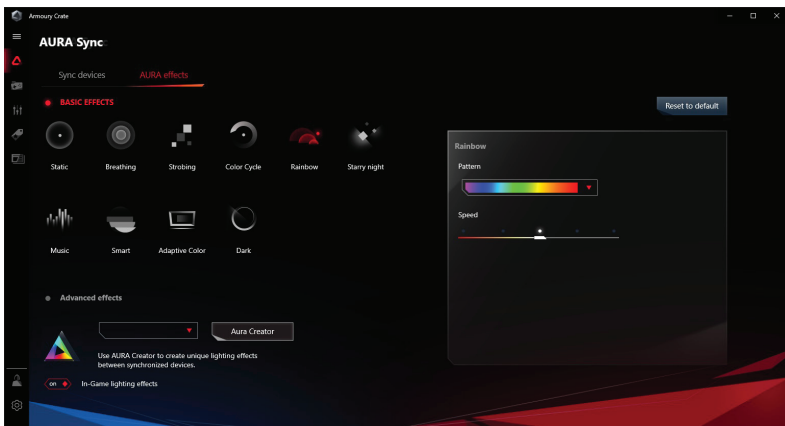 Armoury Crate
AURA Sync
Sync devices
AURA effects
BASIC EFFECTS
Reset to default
Static
Breathing
Strobing
Color Cycle
Rainbow
Starry night
Music
Smart
Adaptive Color
Dark
Rainbow
Pattern
Speed
Advanced effects
Aura Creator
Use AURA Creator to create unique lighting effects
between synchronized devices.
on
In-Game lighting effects